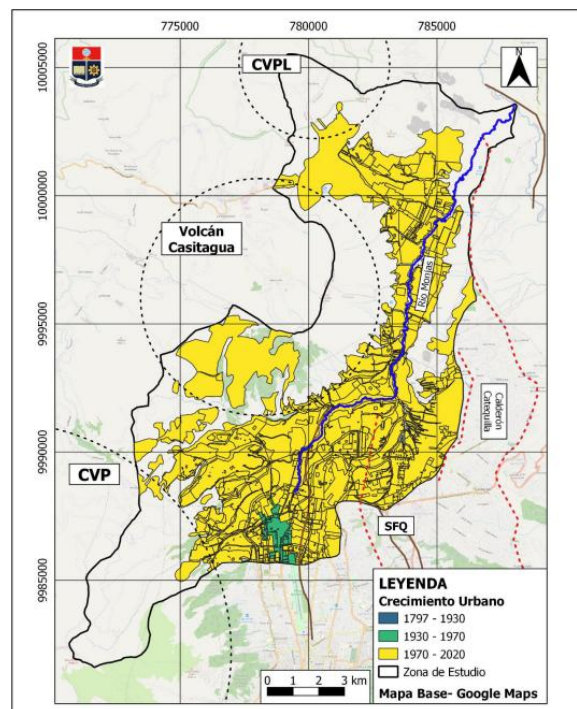 775000 780000 785000
10005000
10000000
9995000
9990000
9985000
N
CVPL
Volcán
Casitagua
Río Monjas
Calderón
Catequilla
CVP
SFQ
LEYENDA
Crecimiento Urbano
1797 - 1930
1930 - 1970
1970 - 2020
Zona de Estudio
Mapa Base- Google Maps
0 1 2 3 km